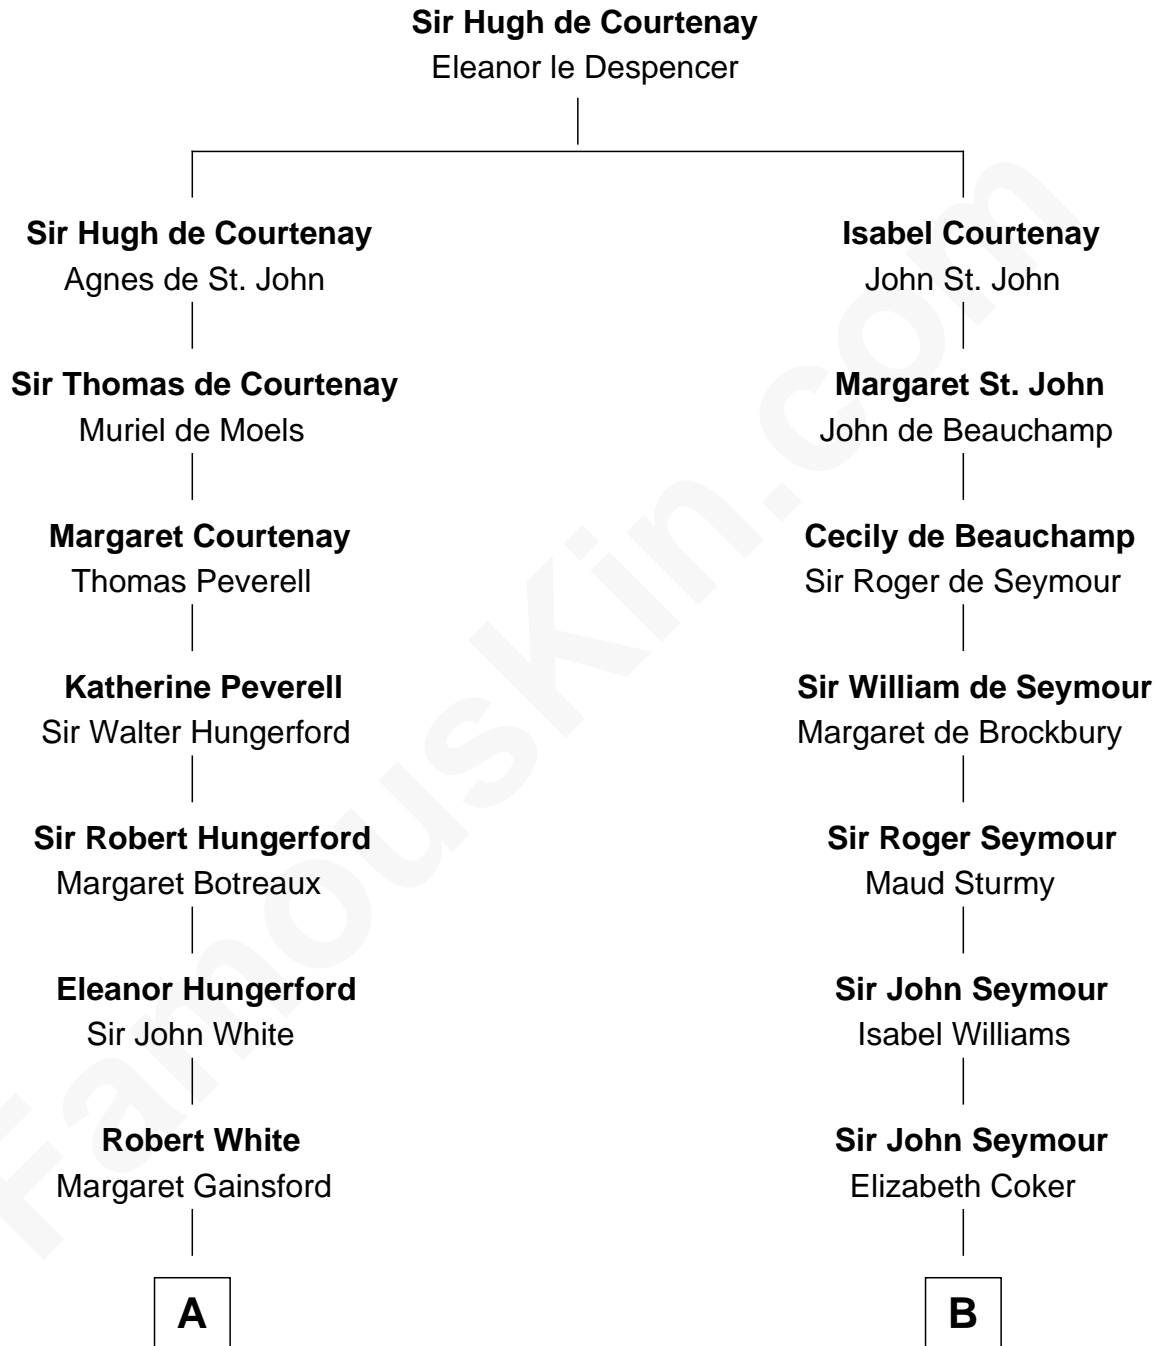 Sir Hugh de Courtenay
Eleanor le Despencer
Sir Hugh de Courtenay
Agnes de St. John
Isabel Courtenay
John St. John
Sir Thomas de Courtenay
Muriel de Moels
Margaret St. John
John de Beauchamp
Margaret Courtenay
Thomas Peverell
Cecily de Beauchamp
Sir Roger de Seymour
Katherine Peverell
Sir Walter Hungerford
Sir William de Seymour
Margaret de Brockbury
Sir Robert Hungerford
Margaret Botreaux
Sir Roger Seymour
Maud Sturmy
Eleanor Hungerford
Sir John White
Sir John Seymour
Isabel Williams
Robert White
Margaret Gainsford
Sir John Seymour
Elizabeth Coker
A
B
FamousKin.com